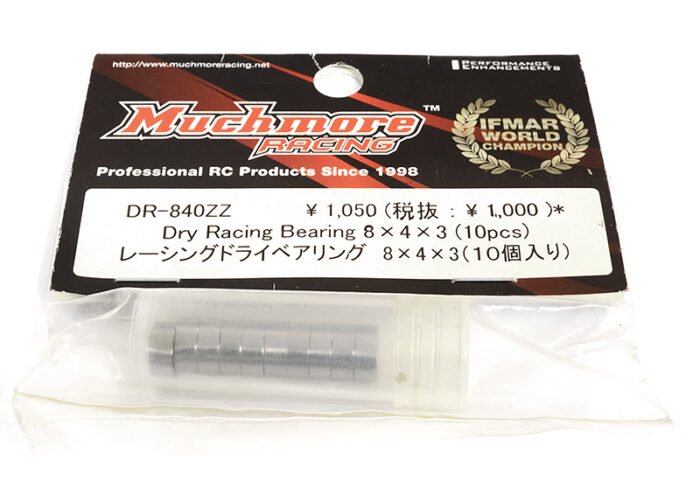 http://www.muchmoreracing.net
PERFORMANCE
ENHANCEMENTS
Muchmore™
RACING
IFMAR
WORLD
CHAMPION
Professional RC Products Since 1998
DR-840ZZ ¥1,050(税抜:¥1,000)*
Dry Racing Bearing 8×4×3(10pcs)
レーシングドライベアリング 8×4×3(10個入り)